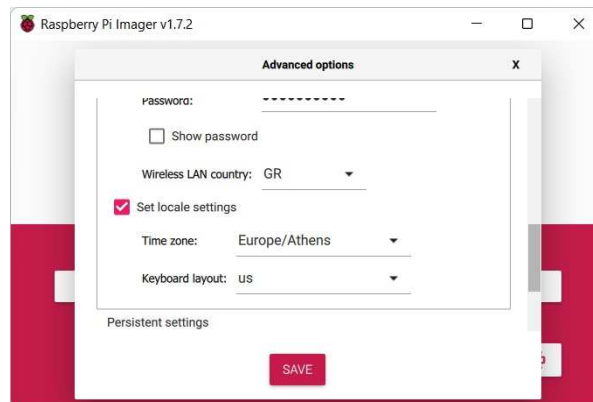 Raspberry Pi Imager v1.7.2
Advanced options
X
Password:
Show password
Wireless LAN country: GR
Set locale settings
Time zone: Europe/Athens
Keyboard layout: us
Persistent settings
SAVE